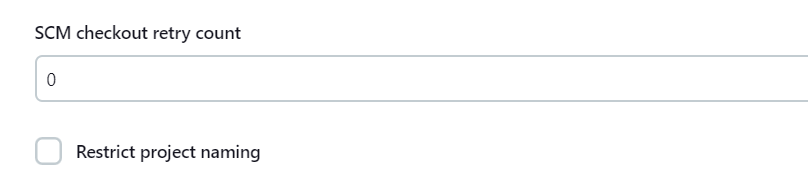 SCM checkout retry count
0
Restrict project naming